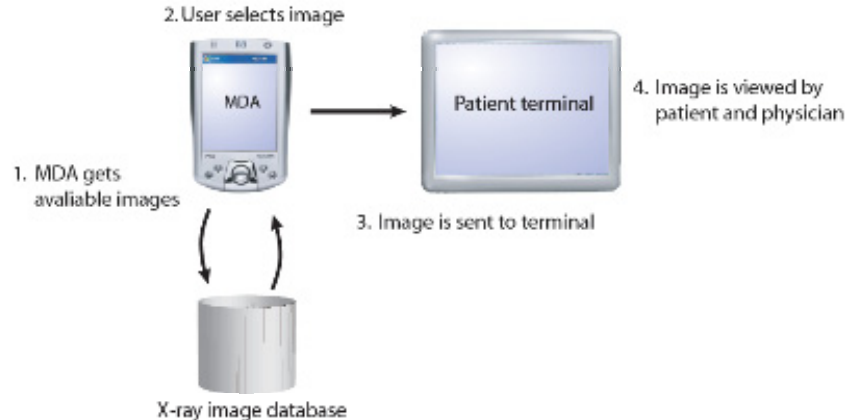 2. User selects image
MDA
Patient terminal
4. Image is viewed by
patient and physician
1. MDA gets
avaliable images
3. Image is sent to terminal
X-ray image database